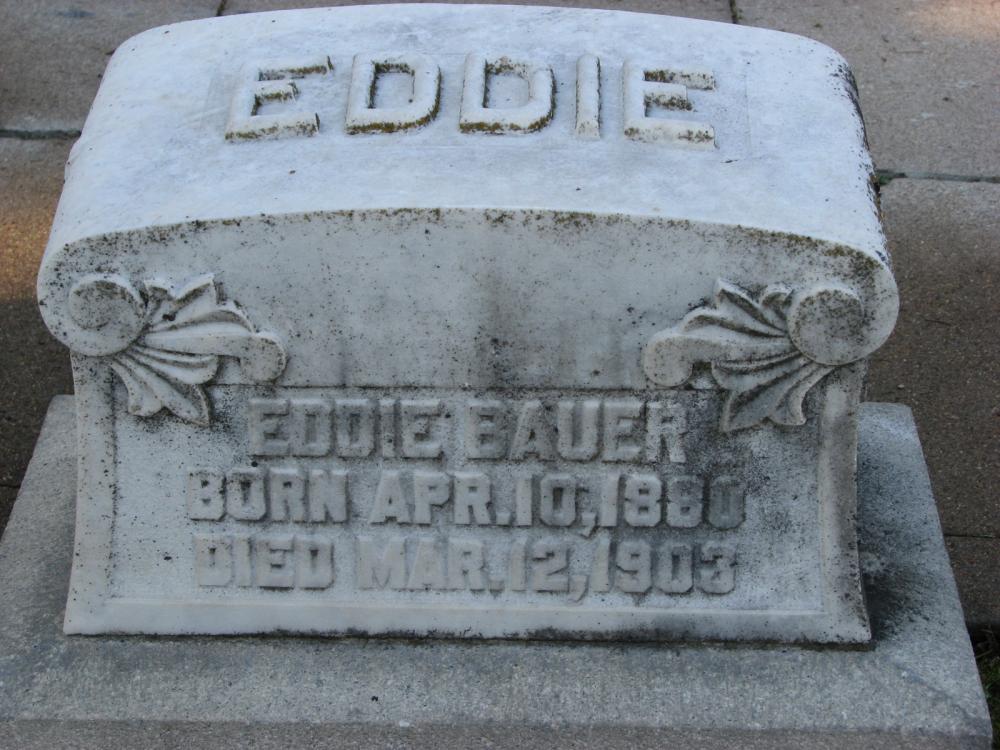 EDDIE
EDDIE BAUER
BORN APR. 10, 1880
DIED MAR. 12, 1903